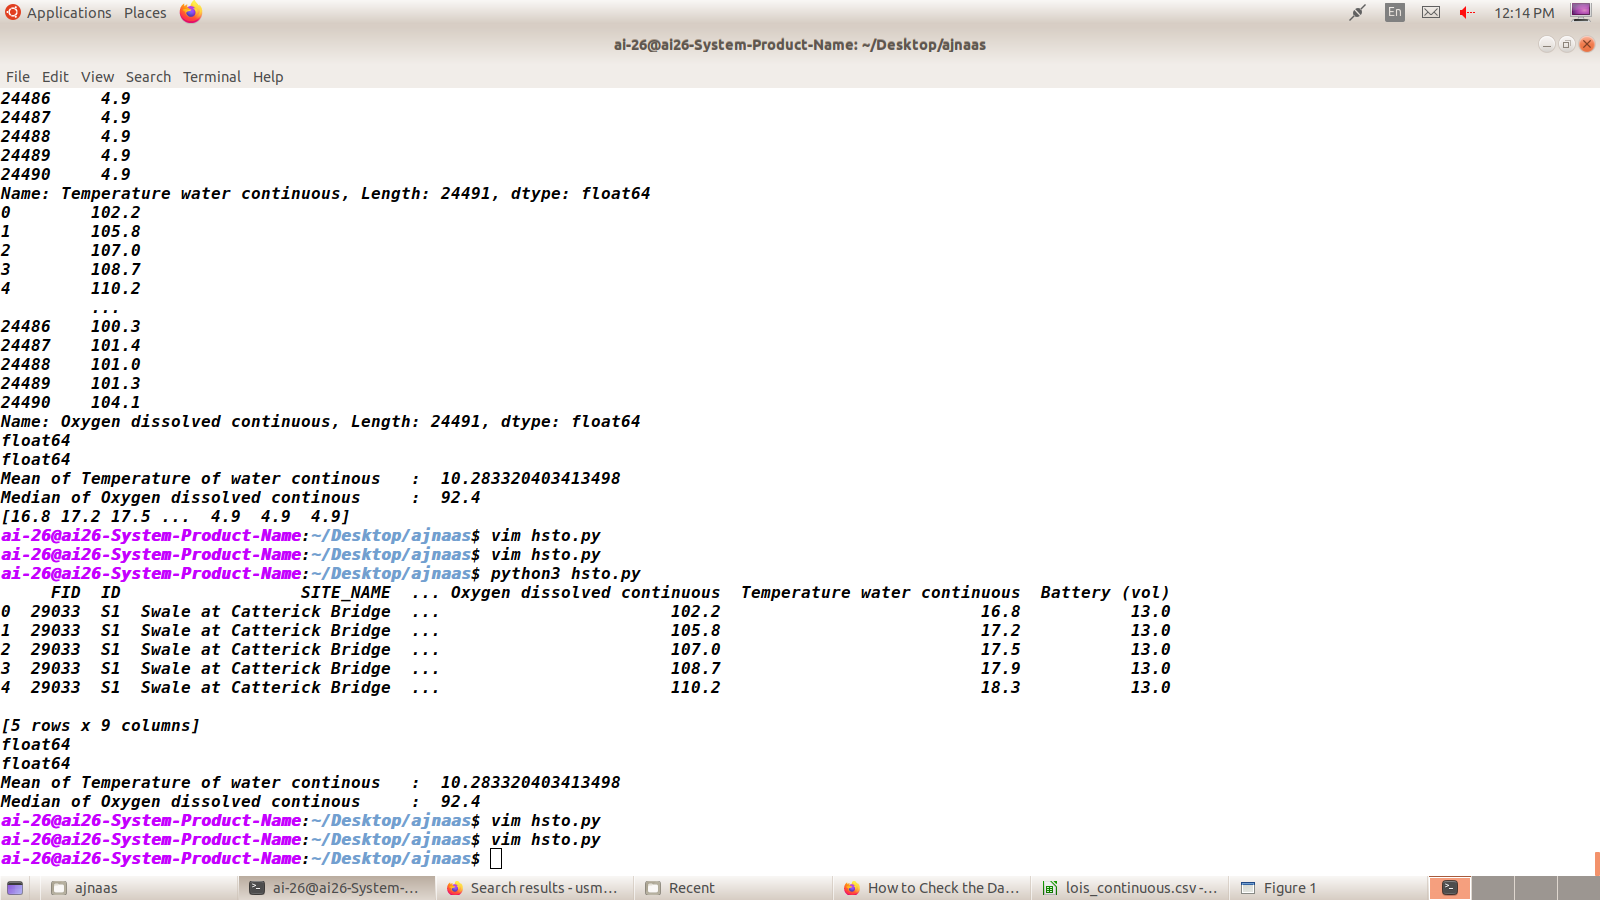 Applications Places En 12:14 PM
ai-26@ai26-System-Product-Name: ~/Desktop/ajnaas
File Edit View Search Terminal Help
24486     4.9
24487     4.9
24488     4.9
24489     4.9
24490     4.9
Name: Temperature water continuous, Length: 24491, dtype: float64
0        102.2
1        105.8
2        107.0
3        108.7
4        110.2
         ...
24486    100.3
24487    101.4
24488    101.0
24489    101.3
24490    104.1
Name: Oxygen dissolved continuous, Length: 24491, dtype: float64
float64
float64
Mean of Temperature of water continous   :  10.283320403413498
Median of Oxygen dissolved continous     :  92.4
[16.8 17.2 17.5 ...  4.9  4.9  4.9]
ai-26@ai26-System-Product-Name:~/Desktop/ajnaas$ vim hsto.py
ai-26@ai26-System-Product-Name:~/Desktop/ajnaas$ vim hsto.py
ai-26@ai26-System-Product-Name:~/Desktop/ajnaas$ python3 hsto.py
     FID  ID                  SITE_NAME  ... Oxygen dissolved continuous  Temperature water continuous  Battery (vol)
0  29033  S1  Swale at Catterick Bridge  ...                       102.2                          16.8           13.0
1  29033  S1  Swale at Catterick Bridge  ...                       105.8                          17.2           13.0
2  29033  S1  Swale at Catterick Bridge  ...                       107.0                          17.5           13.0
3  29033  S1  Swale at Catterick Bridge  ...                       108.7                          17.9           13.0
4  29033  S1  Swale at Catterick Bridge  ...                       110.2                          18.3           13.0
[5 rows x 9 columns]
float64
float64
Mean of Temperature of water continous   :  10.283320403413498
Median of Oxygen dissolved continous     :  92.4
ai-26@ai26-System-Product-Name:~/Desktop/ajnaas$ vim hsto.py
ai-26@ai26-System-Product-Name:~/Desktop/ajnaas$ vim hsto.py
ai-26@ai26-System-Product-Name:~/Desktop/ajnaas$
ajnaas ai-26@ai26-System-... Search results - usm... Recent How to Check the Da... lois_continuous.csv -... Figure 1